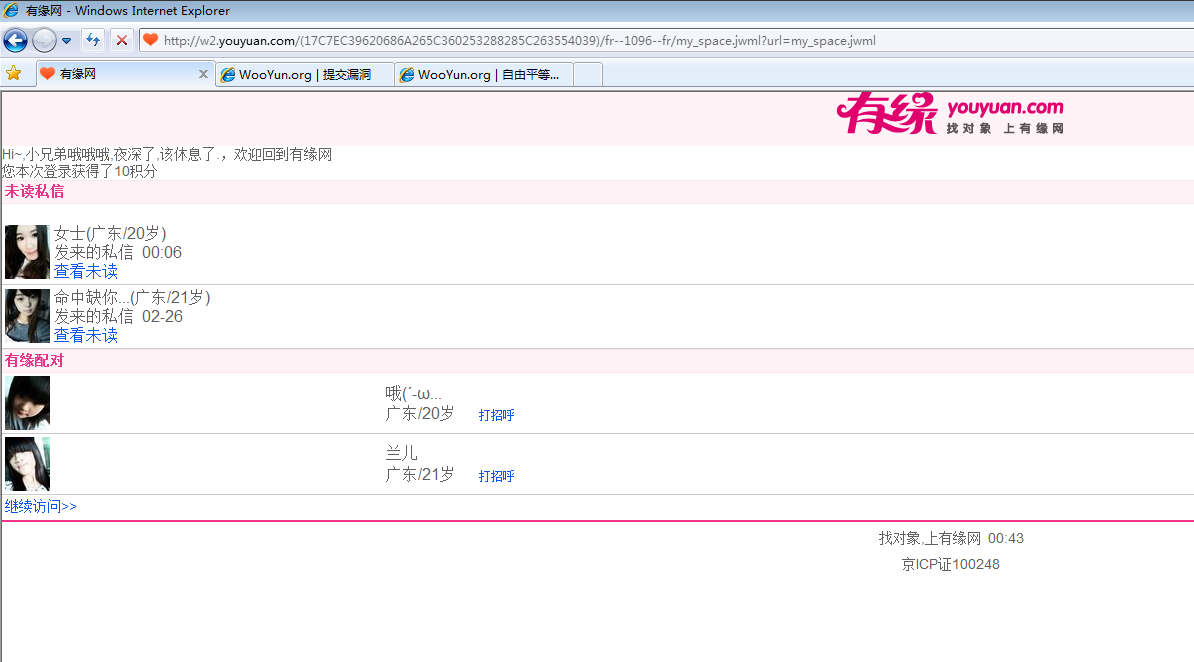 有缘网 - Windows Internet Explorer
http://w2.youyuan.com/(17C7EC39620686A265C360253288285C263554039)/fr--1096--fr/my_space.jwml?url=my_space.jwml
有缘网
WooYun.org | 提交漏洞
WooYun.org | 自由平等...
有缘 youyuan.com
找对象 上有缘网
Hi~,小兄弟哦哦哦,夜深了,该休息了.，欢迎回到有缘网
您本次登录获得了10积分
未读私信
女士(广东/20岁)
发来的私信 00:06
查看未读
命中缺你...(广东/21岁)
发来的私信 02-26
查看未读
有缘配对
哦(´-ω...
广东/20岁 打招呼
兰儿
广东/21岁 打招呼
继续访问>>
找对象,上有缘网 00:43
京ICP证100248